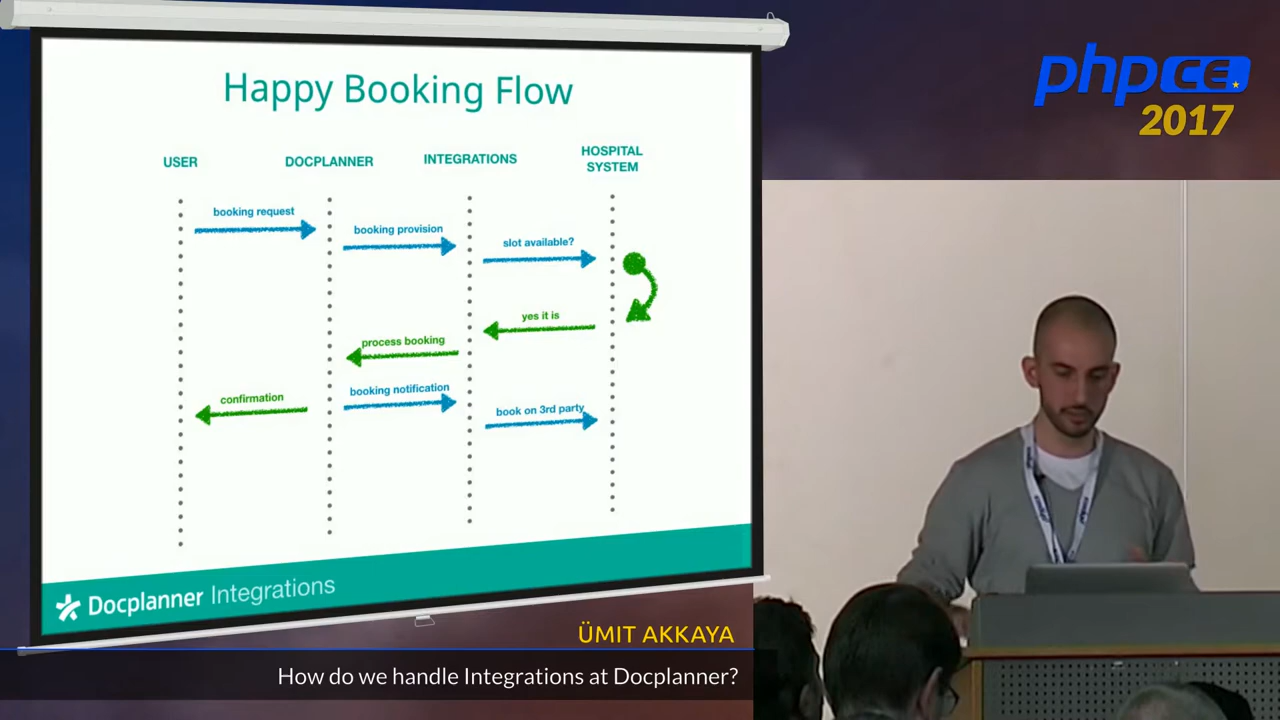 Happy Booking Flow
USER
DOCPLANNER
INTEGRATIONS
HOSPITAL
SYSTEM
booking request
booking provision
slot available?
yes it is
process booking
booking notification
confirmation
book on 3rd party
Docplanner Integrations
phpCE
2017
ÜMIT AKKAYA
How do we handle Integrations at Docplanner?